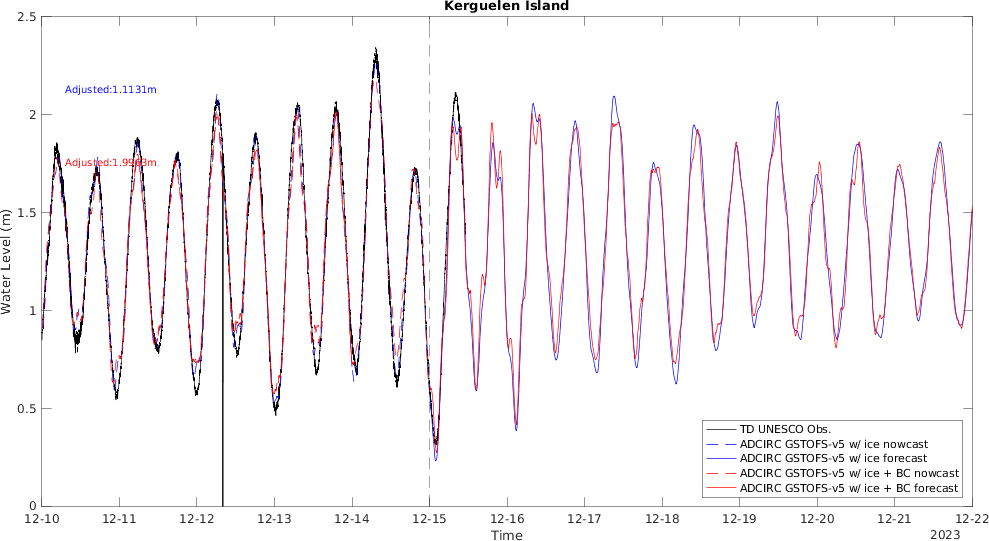 Kerguelen Island
2.5
Adjusted:1.1131m
2
Adjusted:1.9963m
1.5
Water Level (m)
1
0.5
TD UNESCO Obs.
ADCIRC GSTOFS-v5 w/ ice nowcast
ADCIRC GSTOFS-v5 w/ ice forecast
ADCIRC GSTOFS-v5 w/ ice + BC nowcast
ADCIRC GSTOFS-v5 w/ ice + BC forecast
0
12-10 12-11 12-12 12-13 12-14 12-15 12-16 12-17 12-18 12-19 12-20 12-21 12-22
Time
2023